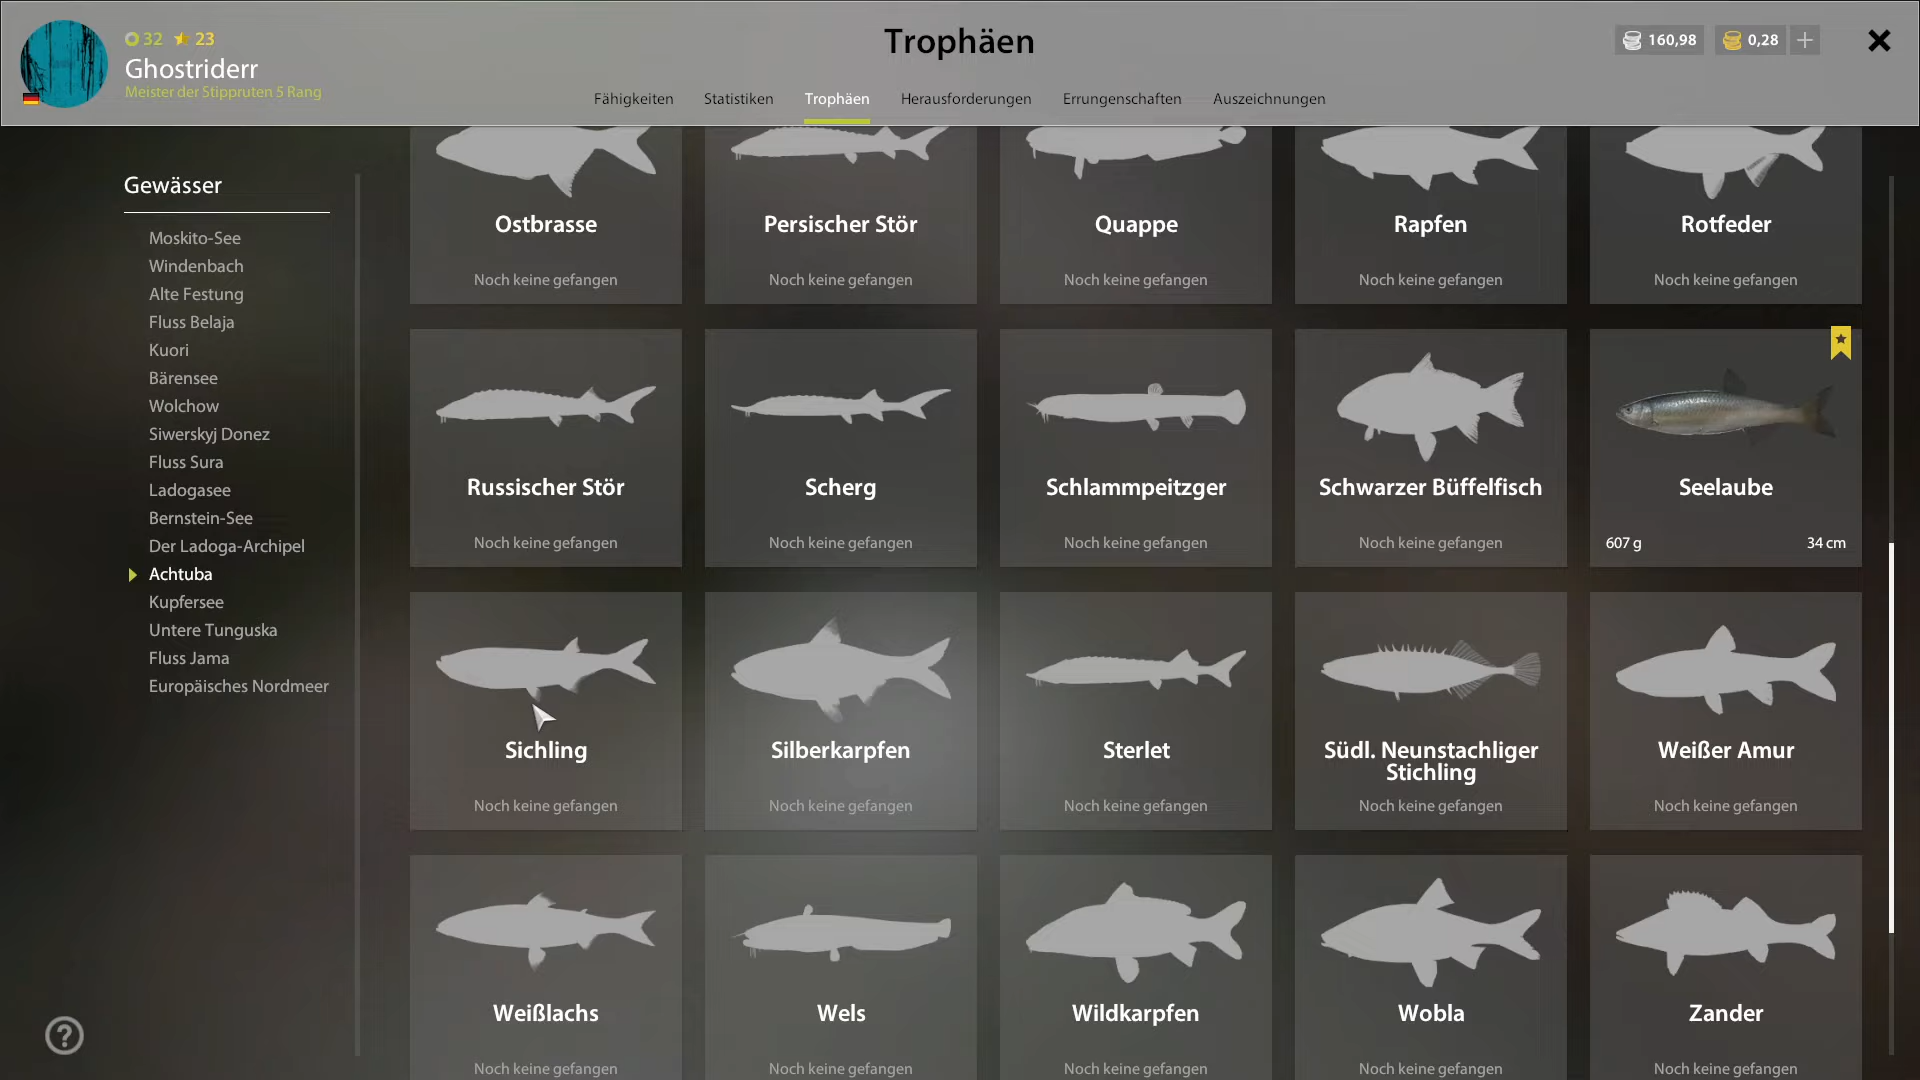 32 23
Ghostriderr
Meister der Stippruten 5 Rang
Trophäen
160,98 0,28
Fähigkeiten Statistiken Trophäen Herausforderungen Errungenschaften Auszeichnungen
Gewässer
Moskito-See
Windenbach
Alte Festung
Fluss Belaja
Kuori
Bärensee
Wolchow
Siwerskyj Donez
Fluss Sura
Ladogasee
Bernstein-See
Der Ladoga-Archipel
Achtuba
Kupfersee
Untere Tunguska
Fluss Jama
Europäisches Nordmeer
Ostbrasse
Noch keine gefangen
Persischer Stör
Noch keine gefangen
Quappe
Noch keine gefangen
Rapfen
Noch keine gefangen
Rotfeder
Noch keine gefangen
Russischer Stör
Noch keine gefangen
Scherg
Noch keine gefangen
Schlammpeitzger
Noch keine gefangen
Schwarzer Büffelfisch
Noch keine gefangen
Seelaube
607 g 34 cm
Sichling
Noch keine gefangen
Silberkarpfen
Noch keine gefangen
Sterlet
Noch keine gefangen
Südl. Neunstachliger
Stichling
Noch keine gefangen
Weißer Amur
Noch keine gefangen
Weißlachs
Noch keine gefangen
Wels
Noch keine gefangen
Wildkarpfen
Noch keine gefangen
Wobla
Noch keine gefangen
Zander
Noch keine gefangen